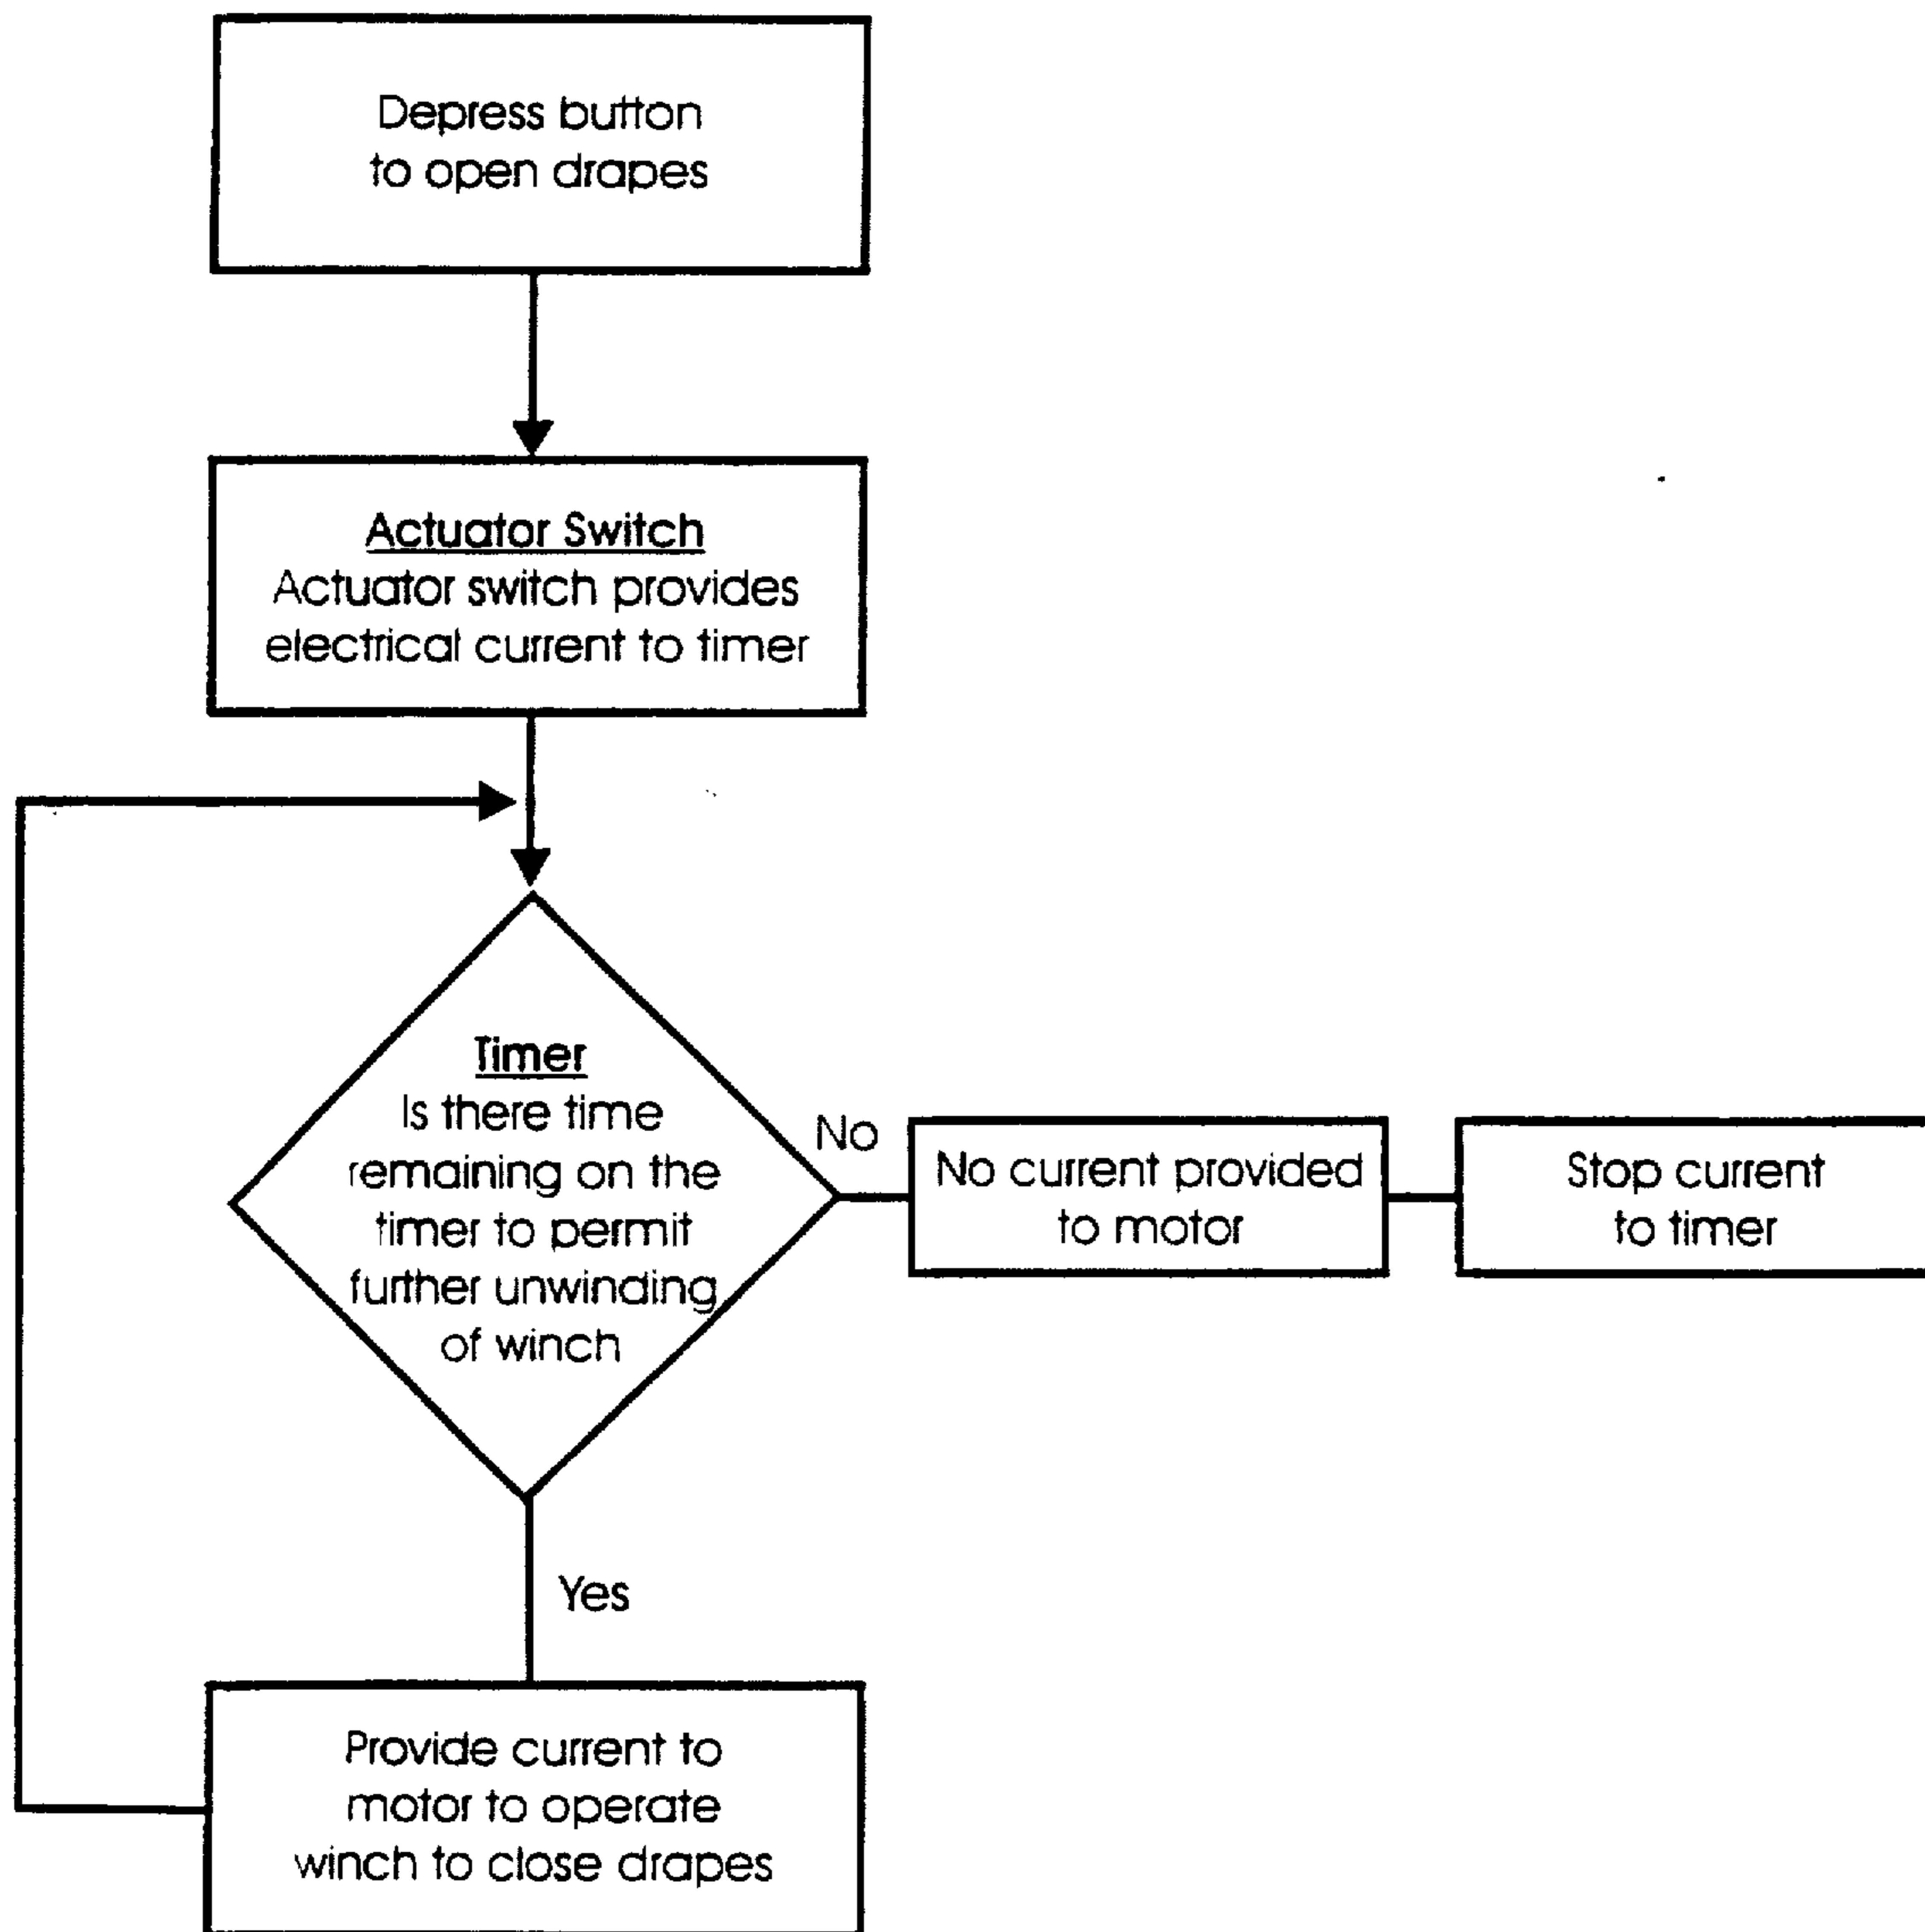 Depress button
to open drapes
Actuator Switch
Actuator switch provides
electrical current to timer
Timer
Is there time
remaining on the
timer to permit
further unwinding
of winch
No
No current provided
to motor
Stop current
to timer
Yes
Provide current to
motor to operate
winch to close drapes